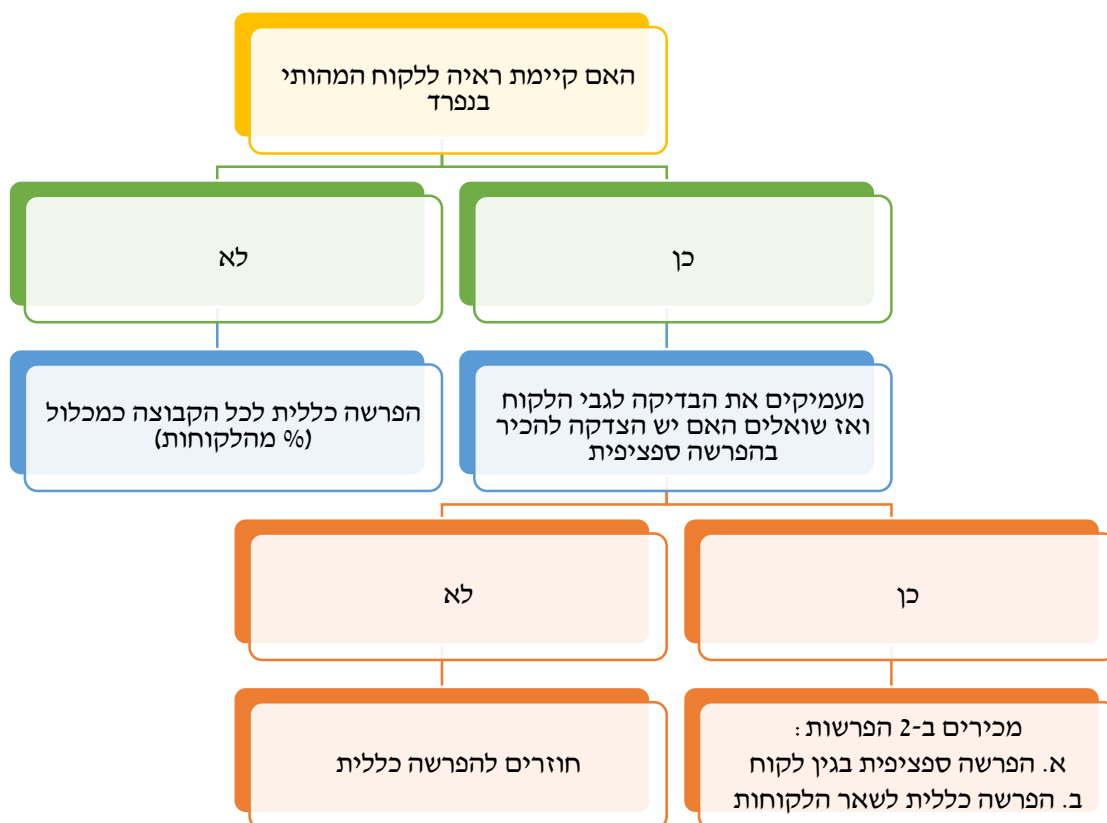 האם קיימת ראיה ללקוח המהותי
בנפרד
כן
לא
מעמיקים את הבדיקה לגבי הלקוח
ואז שואלים האם יש הצדקה להכיר
בהפרשה ספציפית
הפרשה כללית לכל הקבוצה כמכלול
(% מהלקוחות)
כן
לא
מכירים ב-2 הפרשות :
א. הפרשה ספציפית בגין לקוח
ב. הפרשה כללית לשאר הלקוחות
חוזרים להפרשה כללית